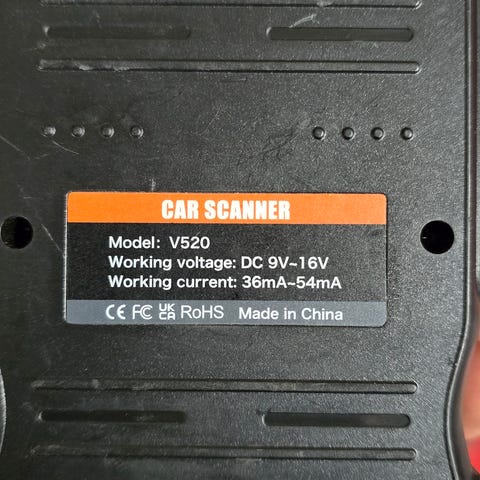 CAR SCANNER
Model: V520
Working voltage: DC 9V~16V
Working current: 36mA~54mA
CE FC UK CA RoHS Made in China